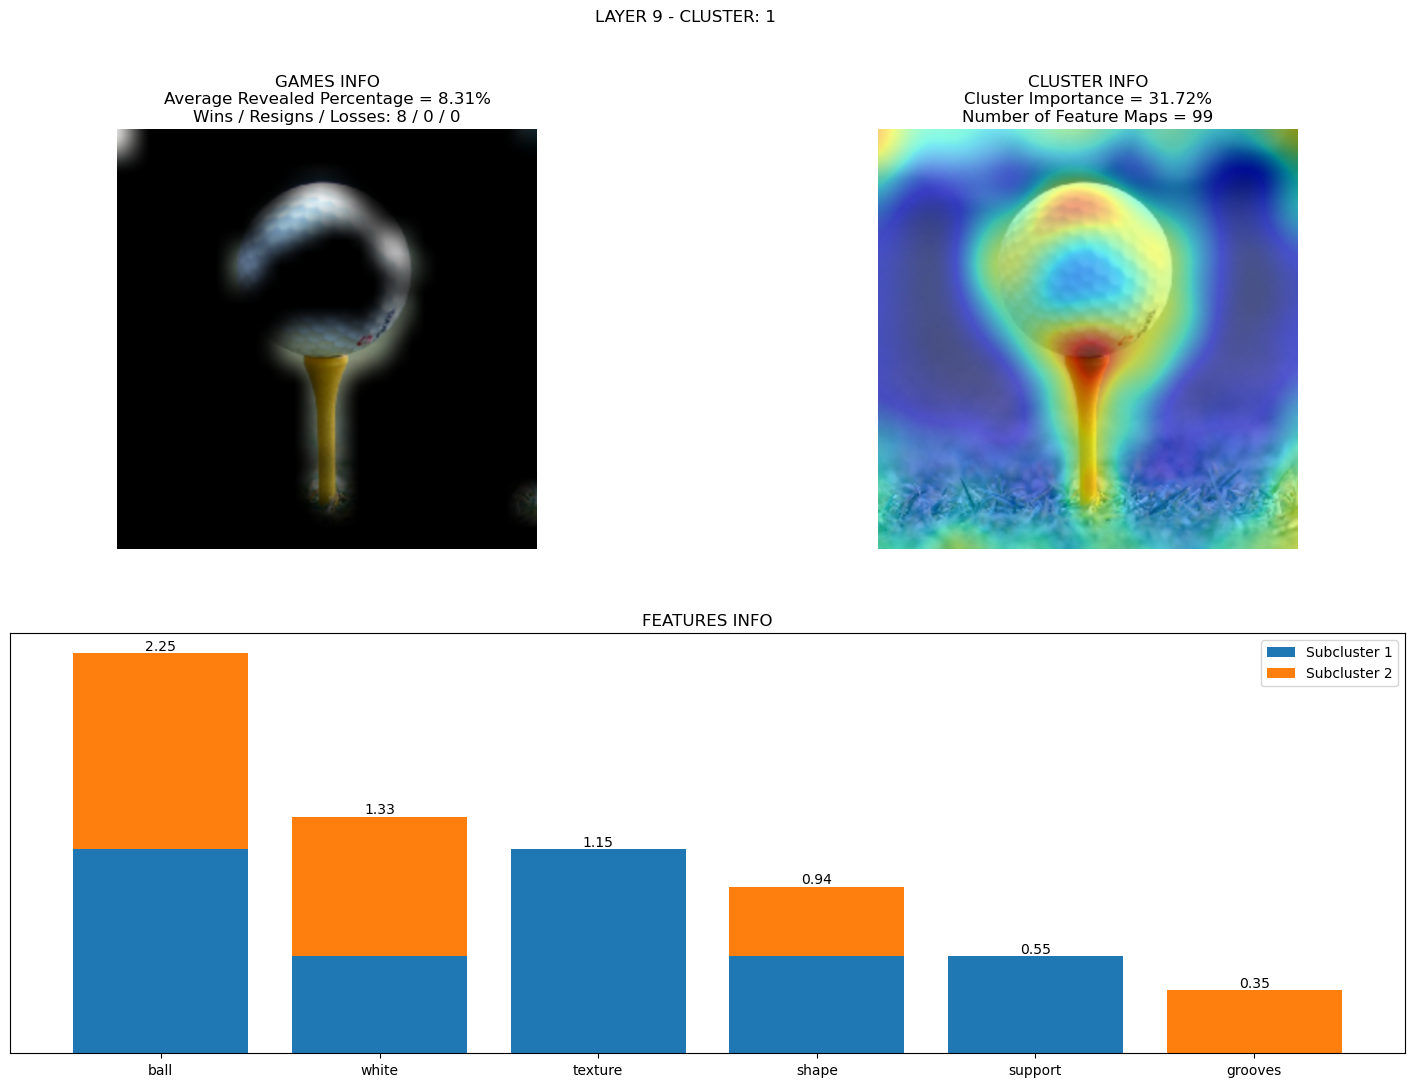 LAYER 9 - CLUSTER: 1
GAMES INFO
Average Revealed Percentage = 8.31%
Wins / Resigns / Losses: 8 / 0 / 0
CLUSTER INFO
Cluster Importance = 31.72%
Number of Feature Maps = 99
FEATURES INFO
Subcluster 1
Subcluster 2
2.25
1.33
1.15
0.94
0.55
0.35
ball
white
texture
shape
support
grooves